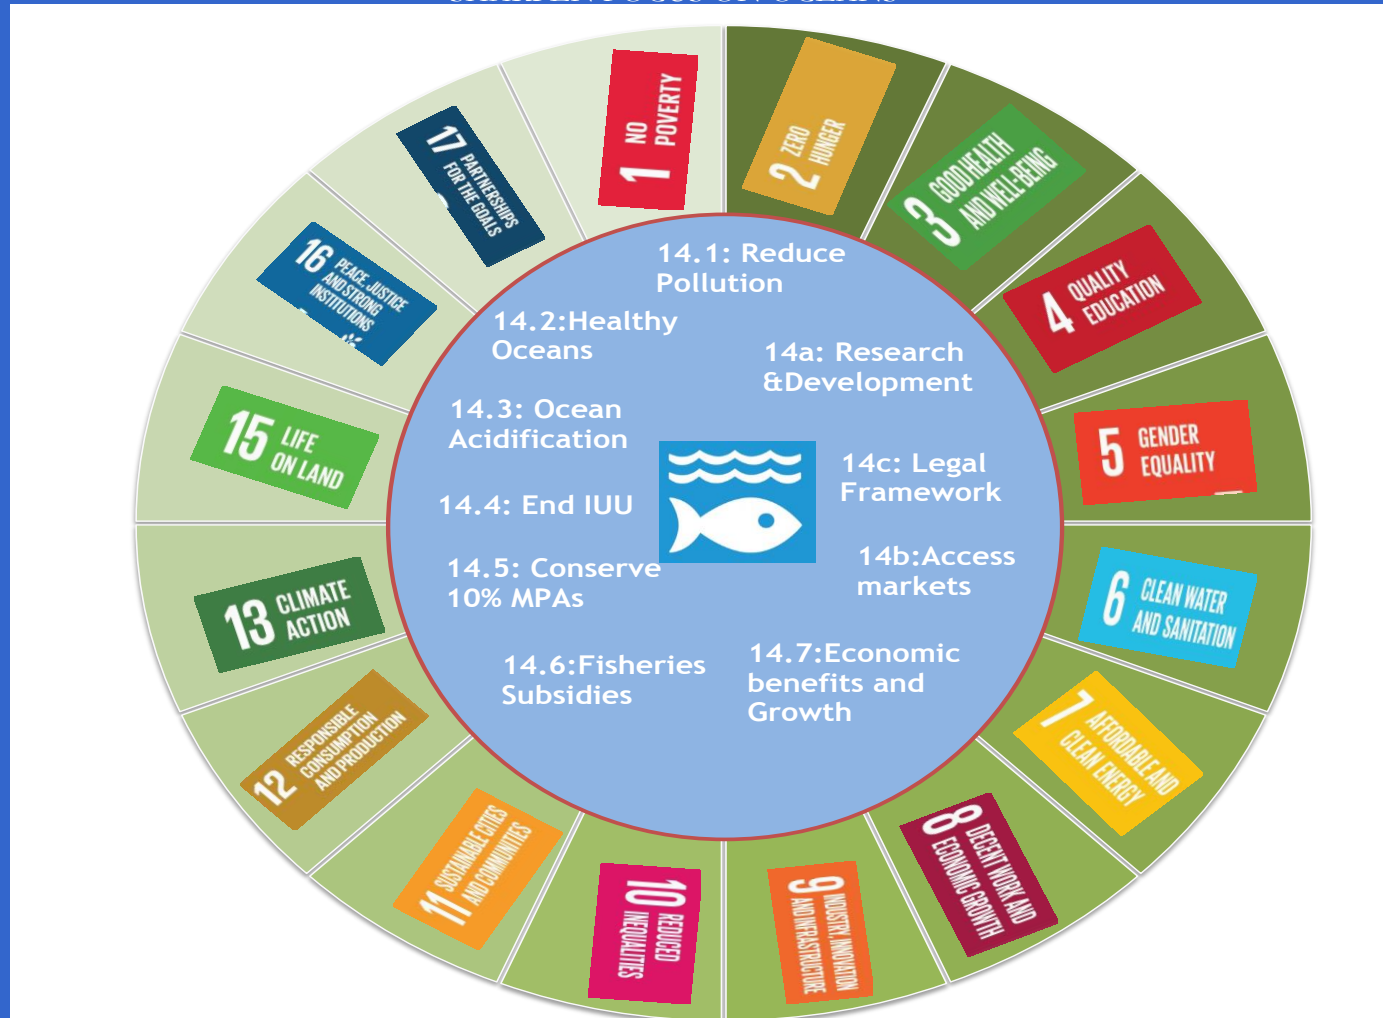 SHARPEN FOCUS ON OCEANS
1 NO
POVERTY
2 ZERO
HUNGER
3 GOOD HEALTH
AND WELL-BEING
4 QUALITY
EDUCATION
5 GENDER
EQUALITY
6 CLEAN WATER
AND SANITATION
7 AFFORDABLE AND
CLEAN ENERGY
8 DECENT WORK AND
ECONOMIC GROWTH
9 INDUSTRY, INNOVATION
AND INFRASTRUCTURE
10 REDUCED
INEQUALITIES
11 SUSTAINABLE CITIES
AND COMMUNITIES
12 RESPONSIBLE
CONSUMPTION
AND PRODUCTION
13 CLIMATE
ACTION
15 LIFE
ON LAND
16 PEACE, JUSTICE
AND STRONG
INSTITUTIONS
17 PARTNERSHIPS
FOR THE GOALS
14.1: Reduce
Pollution
14.2:Healthy
Oceans
14.3: Ocean
Acidification
14.4: End IUU
14.5: Conserve
10% MPAs
14.6:Fisheries
Subsidies
14.7:Economic
benefits and
Growth
14b:Access
markets
14c: Legal
Framework
14a: Research
&Development